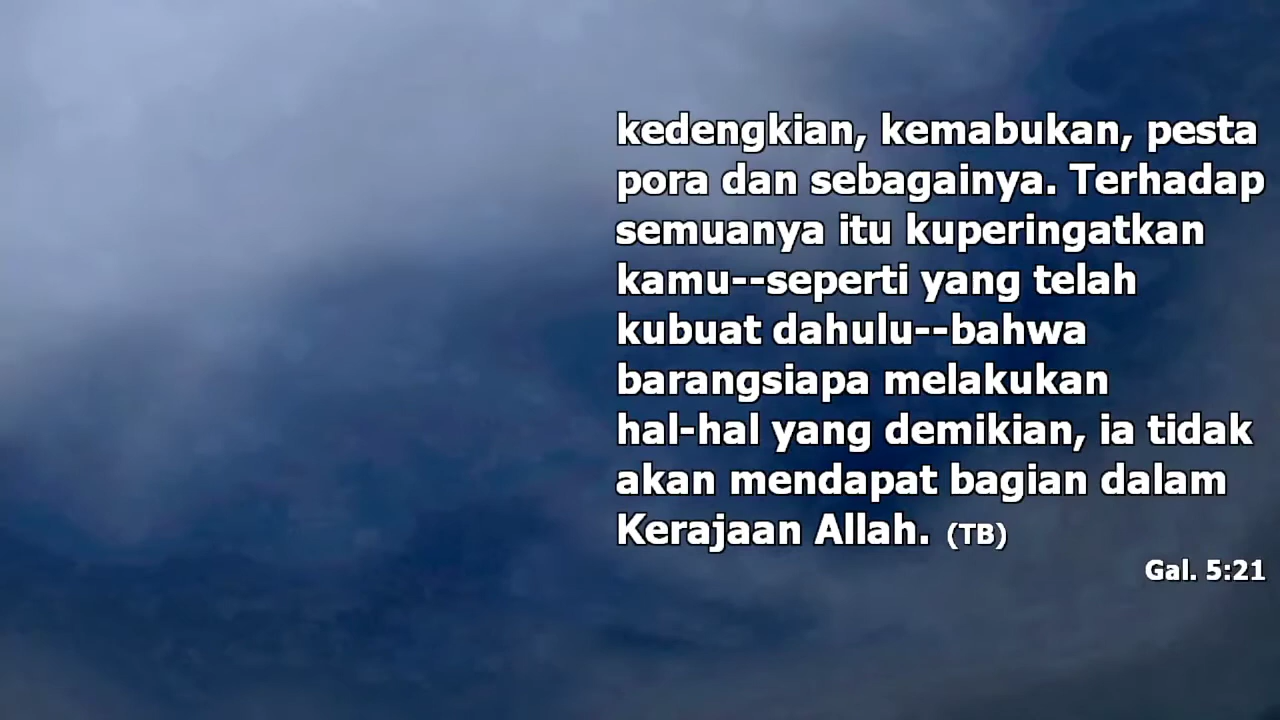 kedengkian, kemabukan, pesta
pora dan sebagainya. Terhadap
semuanya itu kuperingatkan
kamu--seperti yang telah
kubuat dahulu--bahwa
barangsiapa melakukan
hal-hal yang demikian, ia tidak
akan mendapat bagian dalam
Kerajaan Allah. (TB)
Gal. 5:21